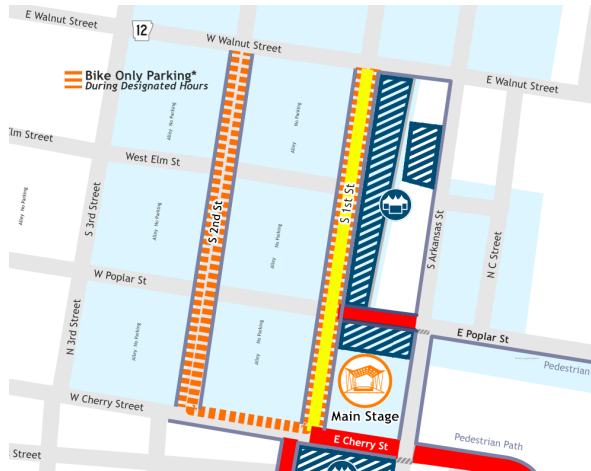 E Walnut Street
12
W Walnut Street
E Walnut Street
Bike Only Parking*
During Designated Hours
Alley No Parking
Alley No Parking
Elm Street
West Elm St
Alley No Parking
Alley No Parking
Alley No Parking
S 3rd Street
S 2nd St
S 1st St
S Arkansas St
N C Street
W Poplar St
N 3rd Street
Alley No Parking
Alley No Parking
E Poplar St
Pedestrian
Main Stage
W Cherry Street
E Cherry St
Pedestrian Path
Street